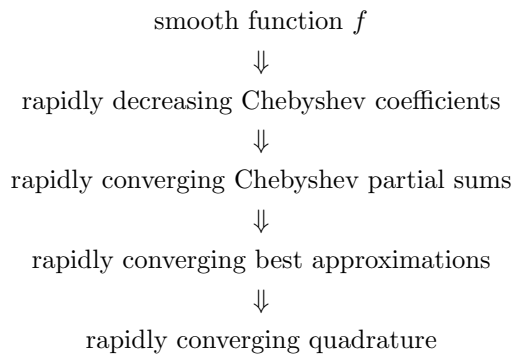 smooth function f
⇓
rapidly decreasing Chebyshev coefficients
⇓
rapidly converging Chebyshev partial sums
⇓
rapidly converging best approximations
⇓
rapidly converging quadrature